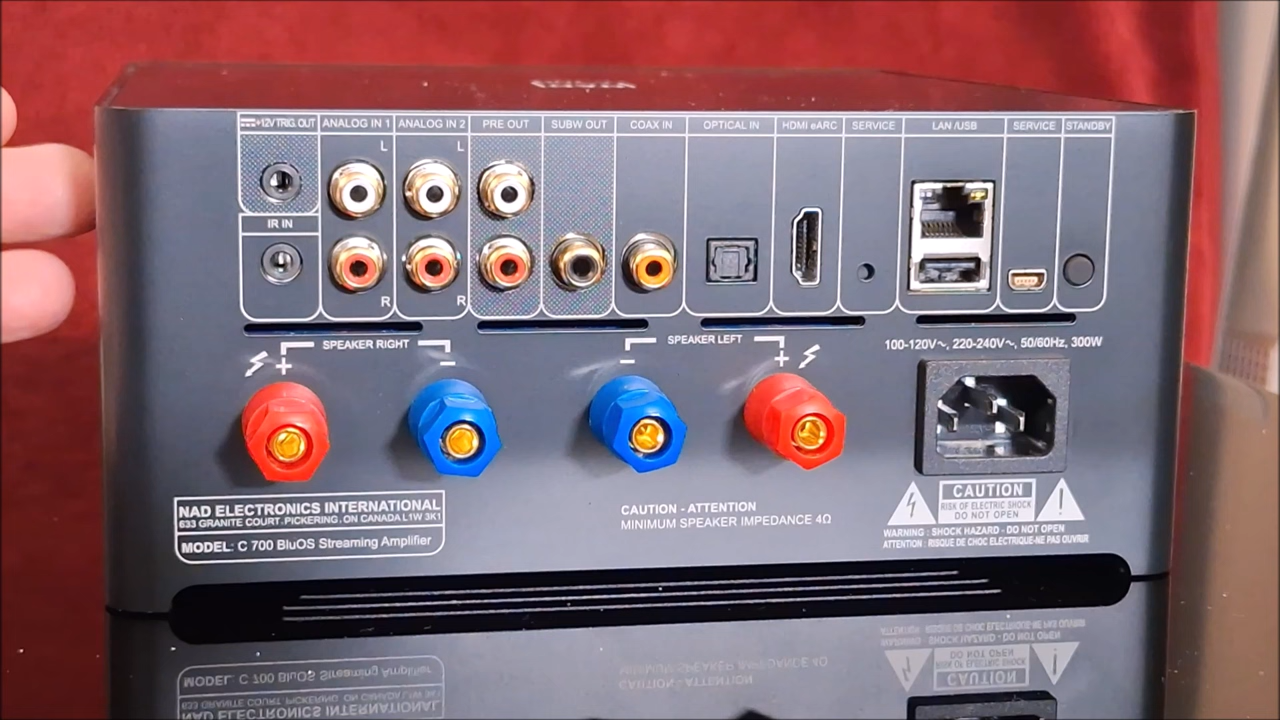 +12V TRIG. OUT
ANALOG IN 1
ANALOG IN 2
PRE OUT
SUBW OUT
COAX IN
OPTICAL IN
HDMI eARC
SERVICE
LAN /USB
SERVICE
STANDBY
L
L
IR IN
R
R
SPEAKER RIGHT
+
−
SPEAKER LEFT
−
+
100-120V~, 220-240V~, 50/60Hz, 300W
NAD ELECTRONICS INTERNATIONAL
633 GRANITE COURT, PICKERING, ON CANADA L1W 3K1
MODEL: C 700 BluOS Streaming Amplifier
CAUTION - ATTENTION
MINIMUM SPEAKER IMPEDANCE 4Ω
CAUTION
RISK OF ELECTRIC SHOCK
DO NOT OPEN
WARNING : SHOCK HAZARD - DO NOT OPEN
ATTENTION : RISQUE DE CHOC ELECTRIQUE-NE PAS OUVRIR